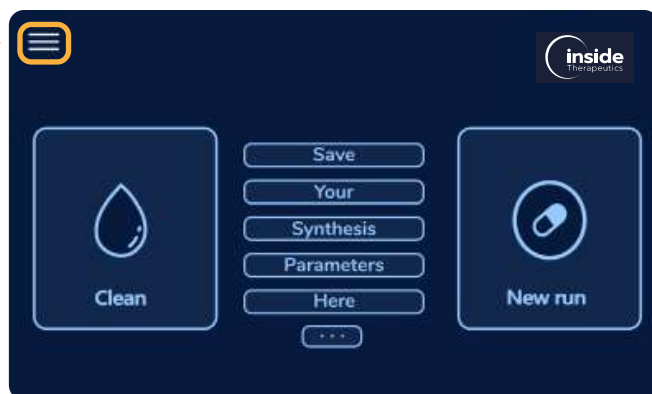 inside
Therapeutics
Save
Your
Synthesis
Parameters
Here
...
Clean
New run